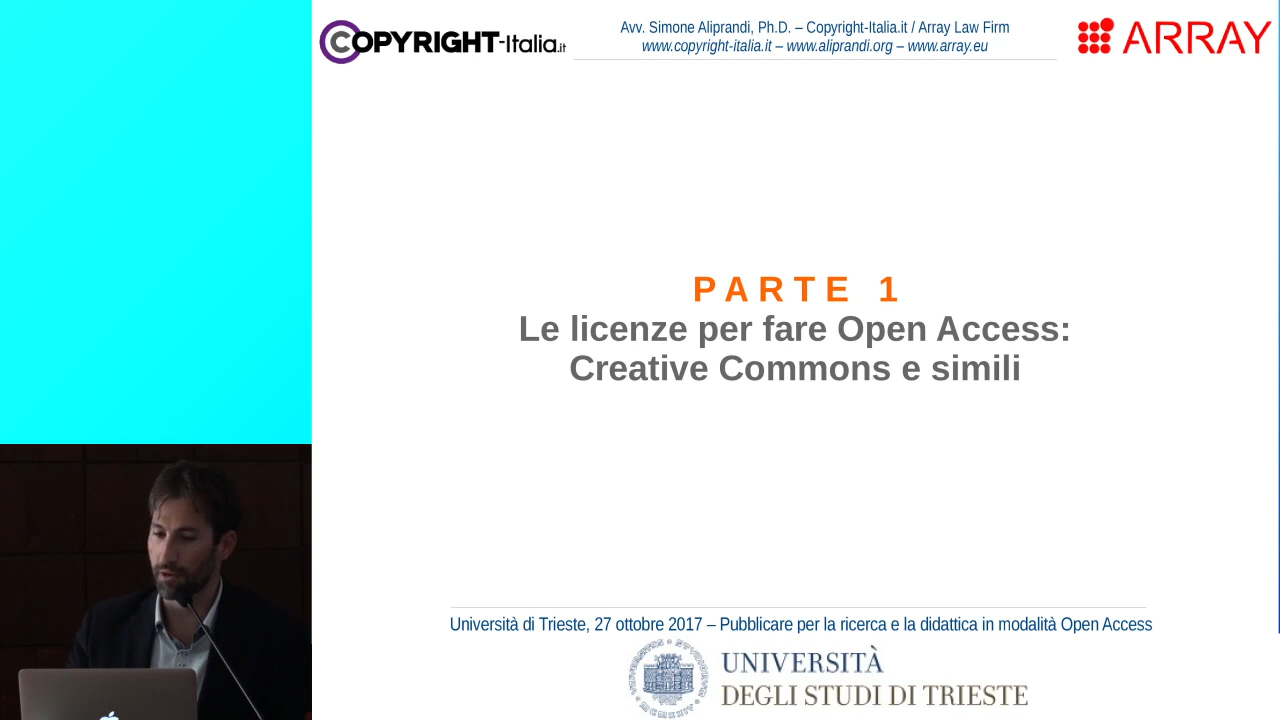 COPYRIGHT-Italia.it
Avv. Simone Aliprandi, Ph.D. – Copyright-Italia.it / Array Law Firm
www.copyright-italia.it – www.aliprandi.org – www.array.eu
ARRAY
PARTE 1
Le licenze per fare Open Access:
Creative Commons e simili
Università di Trieste, 27 ottobre 2017 – Pubblicare per la ricerca e la didattica in modalità Open Access
UNIVERSITÀ
DEGLI STUDI DI TRIESTE